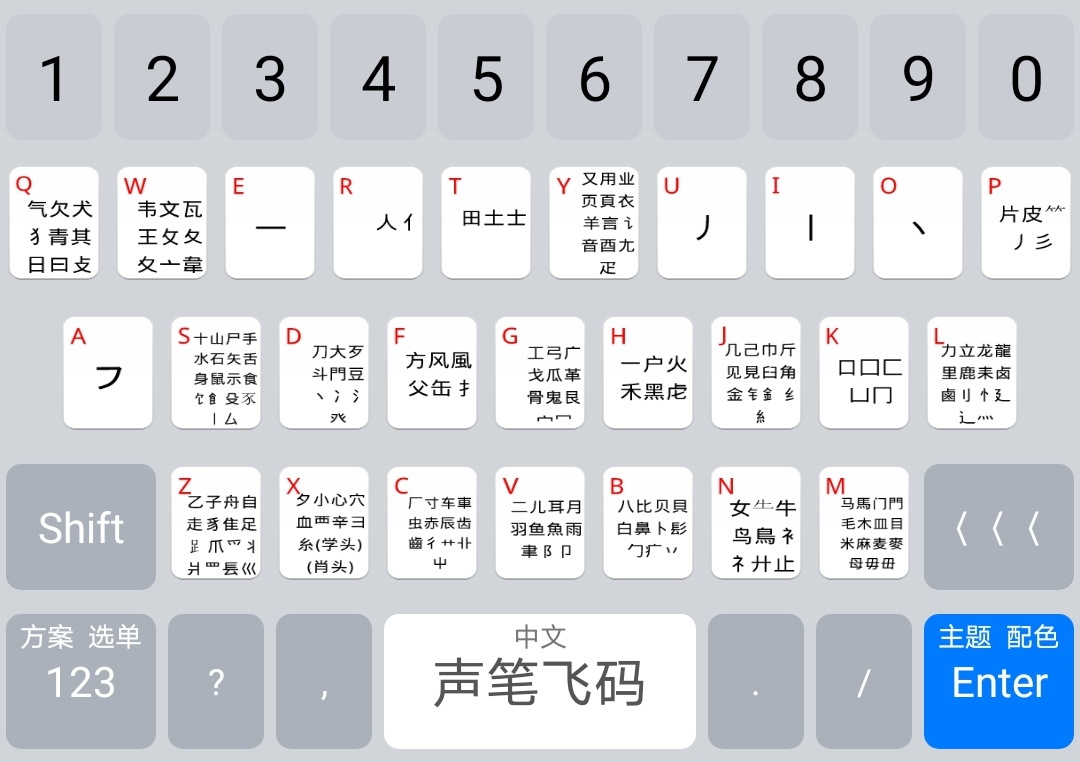 1 2 3 4 5 6 7 8 9 0
Q 气欠犬
犭青其
日曰攴
W 韦文瓦
王攵夂
夊亠韋
E 一
R 人亻
T 田土士
Y 又用业
页頁衣
羊言讠
音酉尢
疋
U 丿
I 丨
O 丶
P 片皮⺮
丿彡
A ㇇
S 十山尸手
水石矢舌
身鼠示食
饣飠殳豕
丨厶
D 刀大歹
斗門豆
丶冫氵
癶
F 方风風
父缶扌
G 工弓广
戈瓜革
骨鬼艮
宀冖
H 一户火
禾黑虍
J 几己巾斤
见見臼角
金钅釒纟
糹
K 口囗匚
凵冂
L 力立龙龍
里鹿耒卤
鹵刂忄廴
辶灬
Shift
Z 乙子舟自
走豸隹足
爪爫丬
爿罒镸巛
X 夕小心穴
血覀辛彐
糸(学头)
(肖头)
C 厂寸车車
虫赤辰齿
齒彳艹北
屮
V 二儿耳月
羽鱼魚雨
聿阝卩
B 八比贝貝
白鼻卜髟
勹疒丷
N 女牛
鸟鳥衤
礻廾止
M 马馬门門
毛木皿目
米麻麦麥
母毋毌
〈〈〈
方案 选单
123
?
,
中文
声笔飞码
.
/
主题 配色
Enter